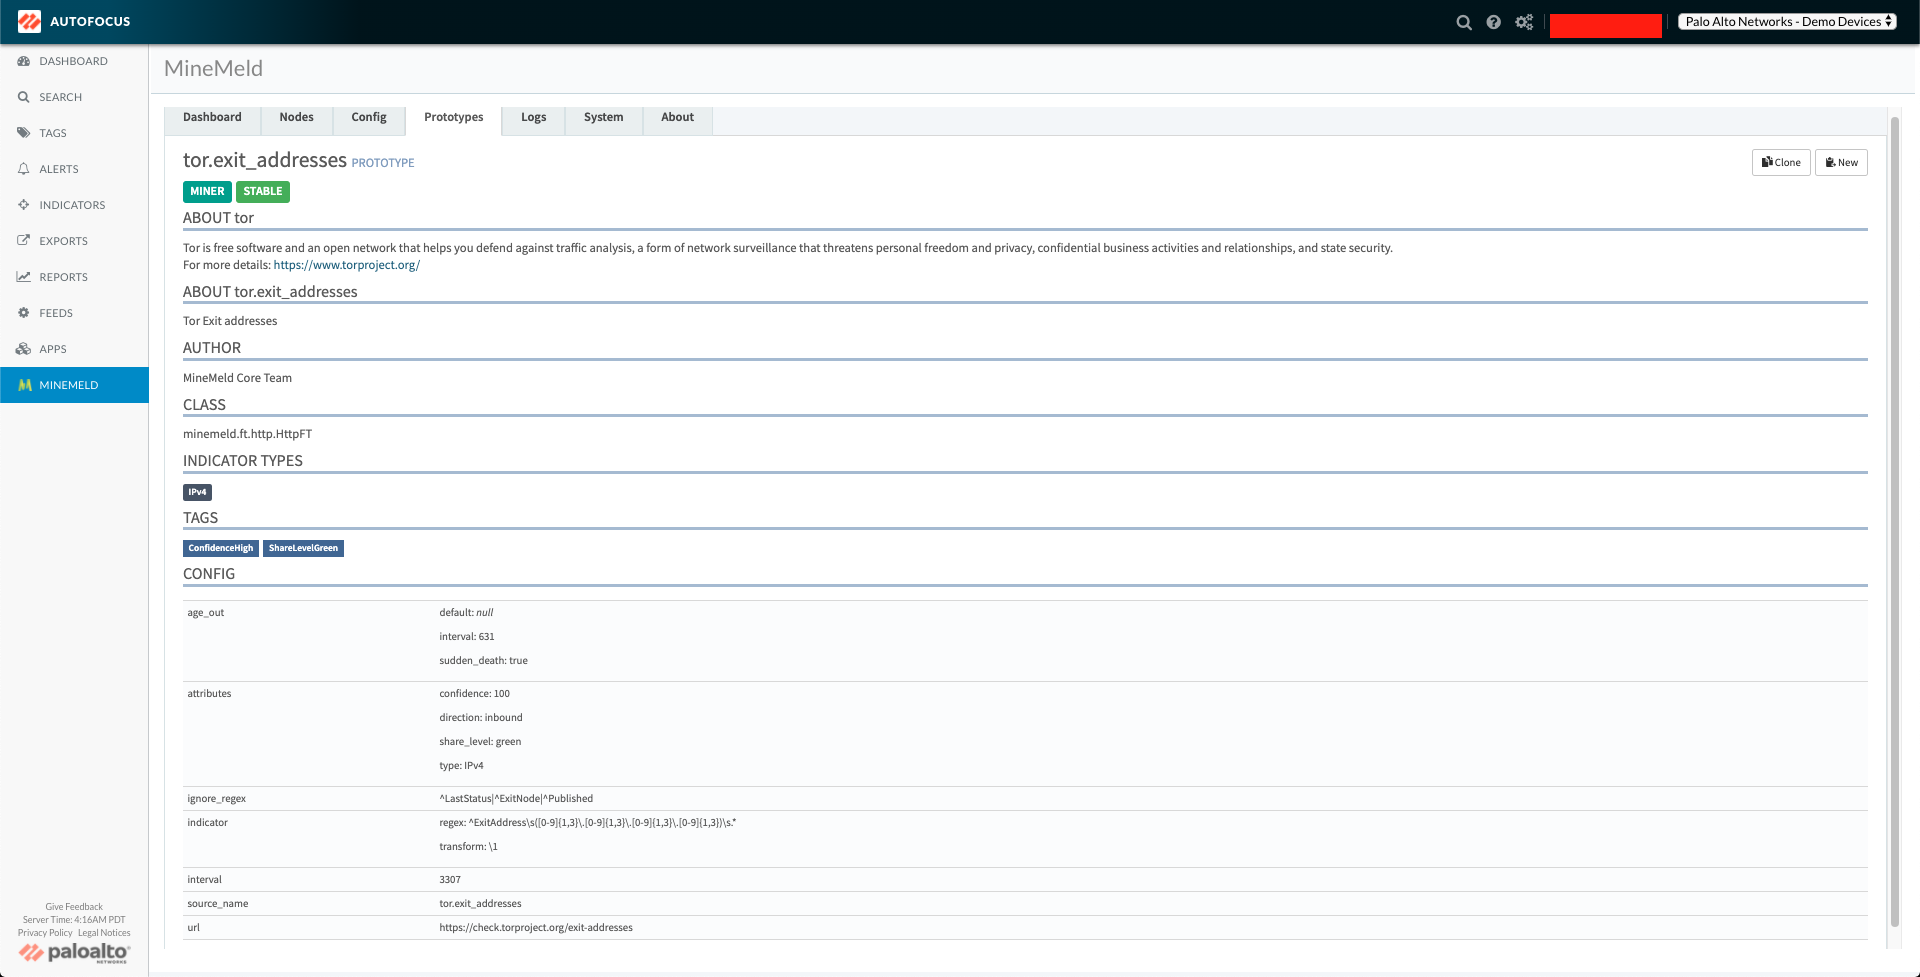 AUTOFOCUS
Palo Alto Networks - Demo Devices
DASHBOARD
SEARCH
TAGS
ALERTS
INDICATORS
EXPORTS
REPORTS
FEEDS
APPS
MINEMELD
Give Feedback
Server Time: 4:16AM PDT
Privacy Policy Legal Notices
paloalto
NETWORKS
MineMeld
Dashboard Nodes Config Prototypes Logs System About
tor.exit_addresses PROTOTYPE
Clone New
MINER STABLE
ABOUT tor
Tor is free software and an open network that helps you defend against traffic analysis, a form of network surveillance that threatens personal freedom and privacy, confidential business activities and relationships, and state security.
For more details: https://www.torproject.org/
ABOUT tor.exit_addresses
Tor Exit addresses
AUTHOR
MineMeld Core Team
CLASS
minemeld.ft.http.HttpFT
INDICATOR TYPES
IPv4
TAGS
ConfidenceHigh ShareLevelGreen
CONFIG
age_out default: null
interval: 631
sudden_death: true
attributes confidence: 100
direction: inbound
share_level: green
type: IPv4
ignore_regex ^LastStatus|^ExitNode|^Published
indicator regex: ^ExitAddress\s([0-9]{1,3}\.[0-9]{1,3}\.[0-9]{1,3}\.[0-9]{1,3})\s.*
transform: \1
interval 3307
source_name tor.exit_addresses
url https://check.torproject.org/exit-addresses